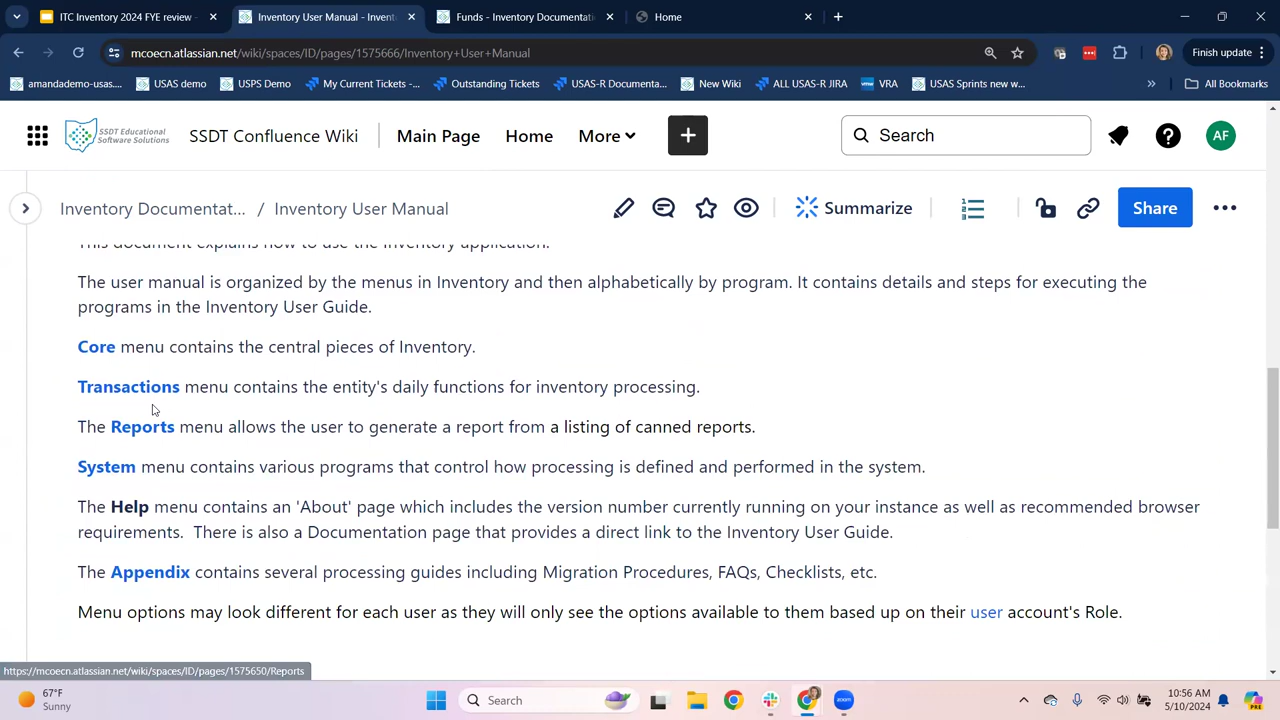 ITC Inventory 2024 FYE review -
Inventory User Manual - Invent
Funds - Inventory Documentati
Home
mcoecn.atlassian.net/wiki/spaces/ID/pages/1575666/Inventory+User+Manual
Finish update
amandademo-usas....
USAS demo
USPS Demo
My Current Tickets -...
Outstanding Tickets
USAS-R Documenta...
New Wiki
ALL USAS-R JIRA
vmw VRA
USAS Sprints new w...
All Bookmarks
SSDT Educational
Software Solutions
SSDT Confluence Wiki
Main Page
Home
More
Search
AF
Inventory Documentat... / Inventory User Manual
Summarize
Share
This document explains how to use the Inventory application.
The user manual is organized by the menus in Inventory and then alphabetically by program. It contains details and steps for executing the
programs in the Inventory User Guide.
Core menu contains the central pieces of Inventory.
Transactions menu contains the entity's daily functions for inventory processing.
The Reports menu allows the user to generate a report from a listing of canned reports.
System menu contains various programs that control how processing is defined and performed in the system.
The Help menu contains an 'About' page which includes the version number currently running on your instance as well as recommended browser
requirements. There is also a Documentation page that provides a direct link to the Inventory User Guide.
The Appendix contains several processing guides including Migration Procedures, FAQs, Checklists, etc.
Menu options may look different for each user as they will only see the options available to them based up on their user account's Role.
https://mcoecn.atlassian.net/wiki/spaces/ID/pages/1575650/Reports
67°F
Sunny
Search
zoom
10:56 AM
5/10/2024